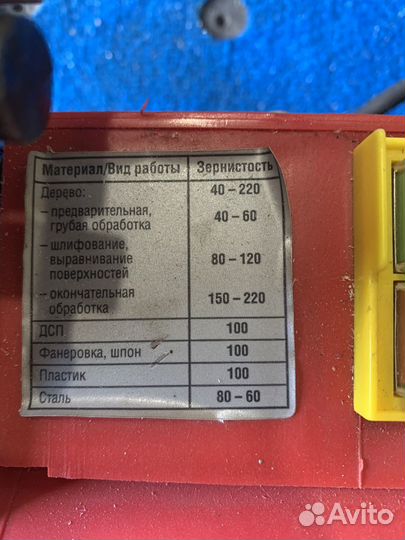 Материал/Вид работы Зернистость
Дерево: 40 – 220
– предварительная, 40 – 60
грубая обработка
– шлифование, 80 – 120
выравнивание
поверхностей
– окончательная 150 – 220
обработка
ДСП 100
Фанеровка, шпон 100
Пластик 100
Сталь 80 – 60
Avito